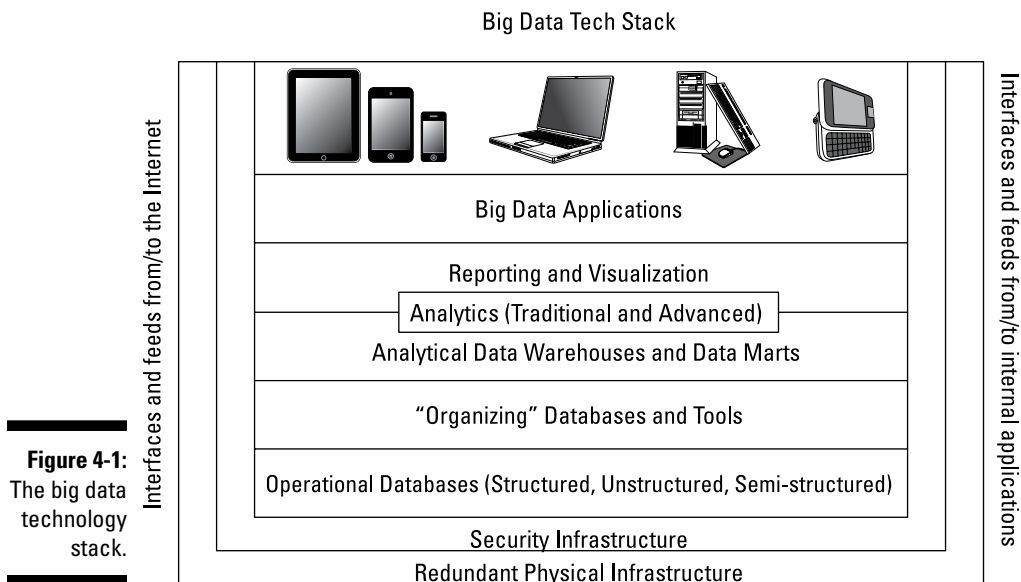 Big Data Tech Stack
Interfaces and feeds from/to the Internet
Interfaces and feeds from/to internal applications
Big Data Applications
Reporting and Visualization
Analytics (Traditional and Advanced)
Analytical Data Warehouses and Data Marts
“Organizing” Databases and Tools
Operational Databases (Structured, Unstructured, Semi-structured)
Security Infrastructure
Redundant Physical Infrastructure
Figure 4-1:
The big data
technology
stack.